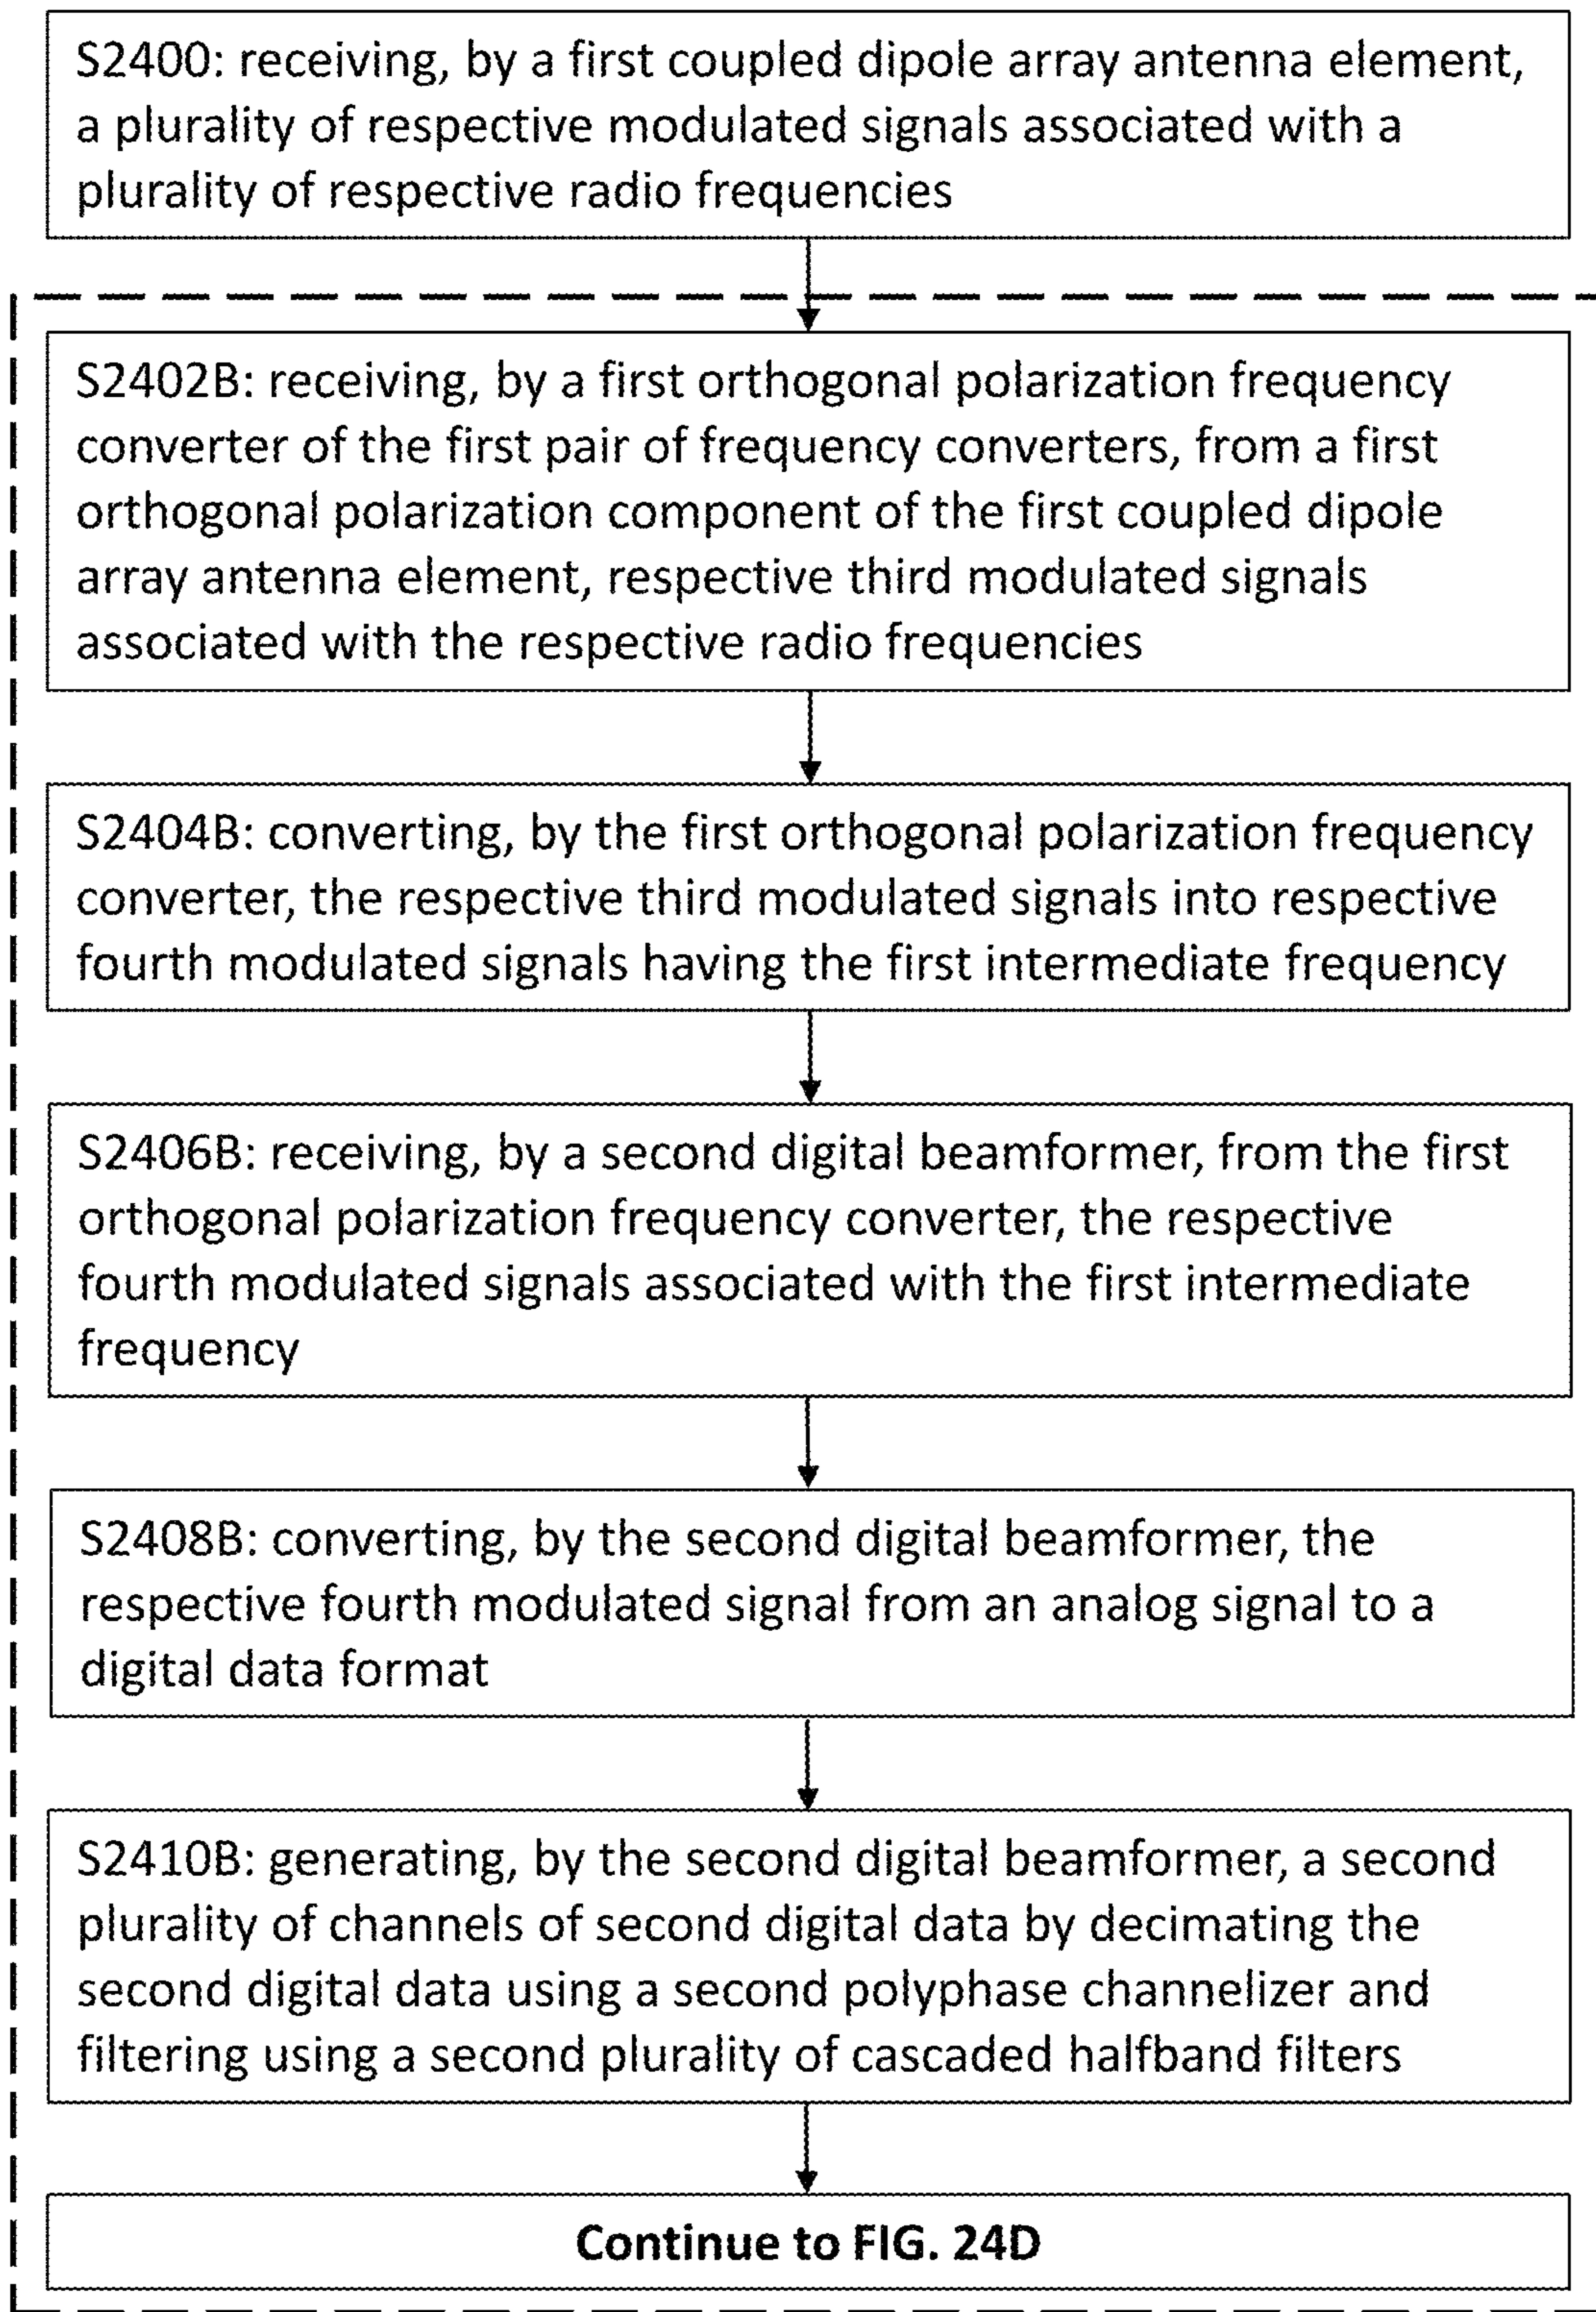 S2400: receiving, by a first coupled dipole array antenna element,
a plurality of respective modulated signals associated with a
plurality of respective radio frequencies
S2402B: receiving, by a first orthogonal polarization frequency
converter of the first pair of frequency converters, from a first
orthogonal polarization component of the first coupled dipole
array antenna element, respective third modulated signals
associated with the respective radio frequencies
S2404B: converting, by the first orthogonal polarization frequency
converter, the respective third modulated signals into respective
fourth modulated signals having the first intermediate frequency
S2406B: receiving, by a second digital beamformer, from the first
orthogonal polarization frequency converter, the respective
fourth modulated signals associated with the first intermediate
frequency
S2408B: converting, by the second digital beamformer, the
respective fourth modulated signal from an analog signal to a
digital data format
S2410B: generating, by the second digital beamformer, a second
plurality of channels of second digital data by decimating the
second digital data using a second polyphase channelizer and
filtering using a second plurality of cascaded halfband filters
Continue to FIG. 24D